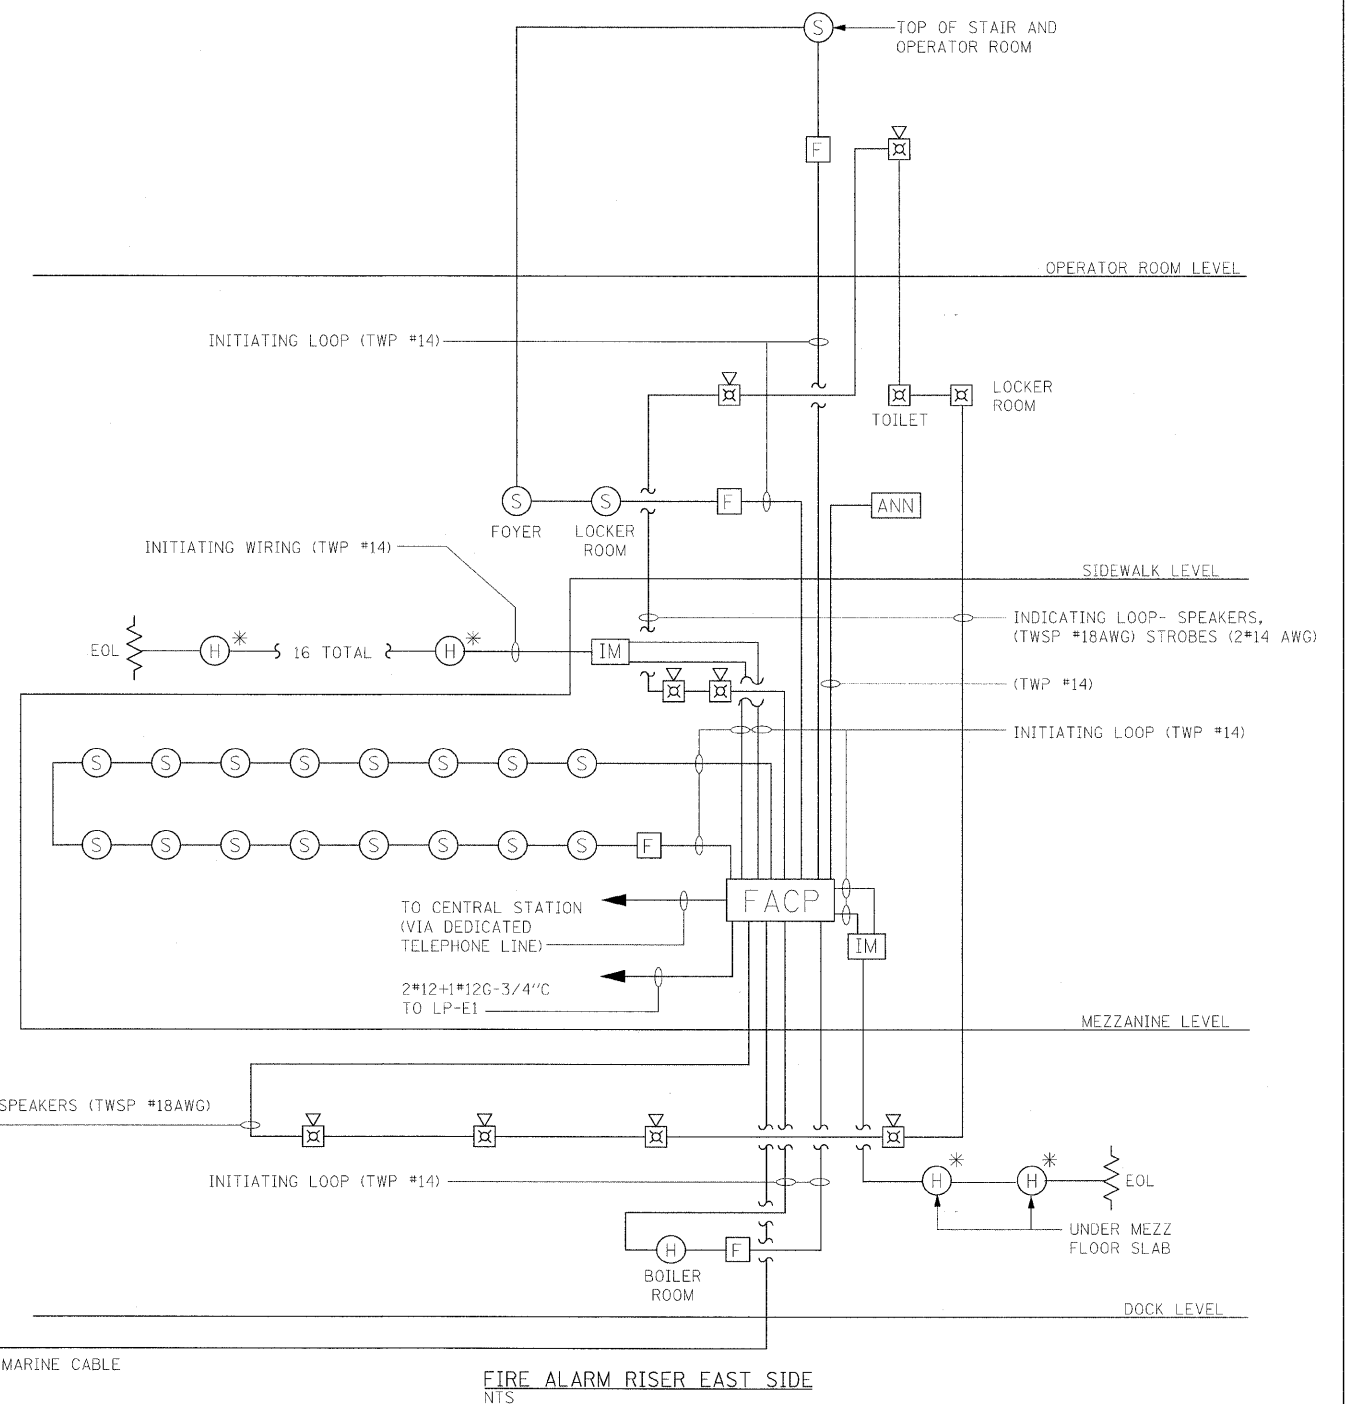 S
TOP OF STAIR AND
OPERATOR ROOM
F
OPERATOR ROOM LEVEL
INITIATING LOOP (TWP #14)
LOCKER
ROOM
TOILET
S
S
F
ANN
FOYER
LOCKER
ROOM
INITIATING WIRING (TWP #14)
SIDEWALK LEVEL
INDICATING LOOP- SPEAKERS,
(TWSP #18AWG) STROBES (2#14 AWG)
EOL
H
*
16 TOTAL
H
*
IM
(TWP #14)
INITIATING LOOP (TWP #14)
S S S S S S S S
S S S S S S S S F
FACP
TO CENTRAL STATION
(VIA DEDICATED
TELEPHONE LINE)
IM
2#12+1#12G-3/4"C
TO LP-E1
MEZZANINE LEVEL
SPEAKERS (TWSP #18AWG)
INITIATING LOOP (TWP #14)
H
*
H
*
EOL
UNDER MEZZ
FLOOR SLAB
H
F
BOILER
ROOM
DOCK LEVEL
MARINE CABLE
FIRE ALARM RISER EAST SIDE
NTS